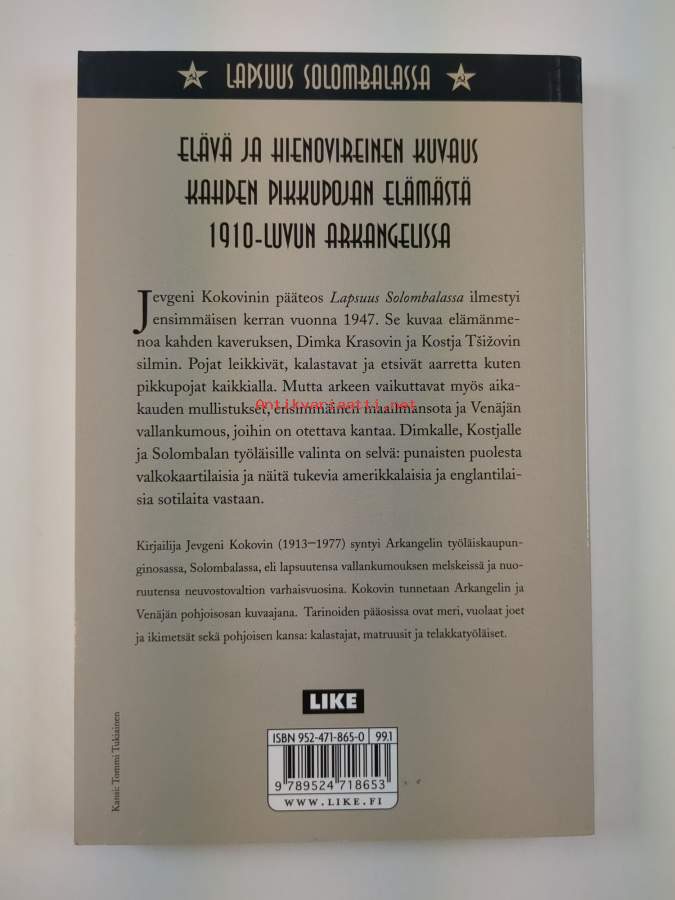 LAPSUUS SOLOMBALASSA
ELÄVÄ JA HIENOVIREINEN KUVAUS
KAHDEN PIKKUPOJAN ELÄMÄSTÄ
1910-LUVUN ARKANGELISSA
Jevgeni Kokovinin pääteos Lapsuus Solombalassa ilmestyi
ensimmäisen kerran vuonna 1947. Se kuvaa elämänme-
noa kahden kaveruksen, Dimka Krasovin ja Kostja Tšižovin
silmin. Pojat leikkivät, kalastavat ja etsivät aarretta kuten
pikkupojat kaikkialla. Mutta arkeen vaikuttavat myös aika-
Antikvariaatti.net
kauden mullistukset, ensimmäinen maailmansota ja Venäjän
vallankumous, joihin on otettava kantaa. Dimkalle, Kostjalle
ja Solombalan työläisille valinta on selvä: punaisten puolesta
valkokaartilaisia ja näitä tukevia amerikkalaisia ja englantilai-
sia sotilaita vastaan.
Kirjailija Jevgeni Kokovin (1913–1977) syntyi Arkangelin työläiskaupun-
ginosassa, Solombalassa, eli lapsuutensa vallankumouksen melskeissä ja nuo-
ruutensa neuvostovaltion varhaisvuosina. Kokovin tunnetaan Arkangelin ja
Venäjän pohjoisosan kuvaajana. Tarinoiden pääosissa ovat meri, vuolaat joet
ja ikimetsät sekä pohjoisen kansa: kalastajat, matruusit ja telakkatyöläiset.
LIKE
ISBN 952-471-865-0 99.1
9 789524 718653
WWW.LIKE.FI
Kansi: Tommi Tukiainen